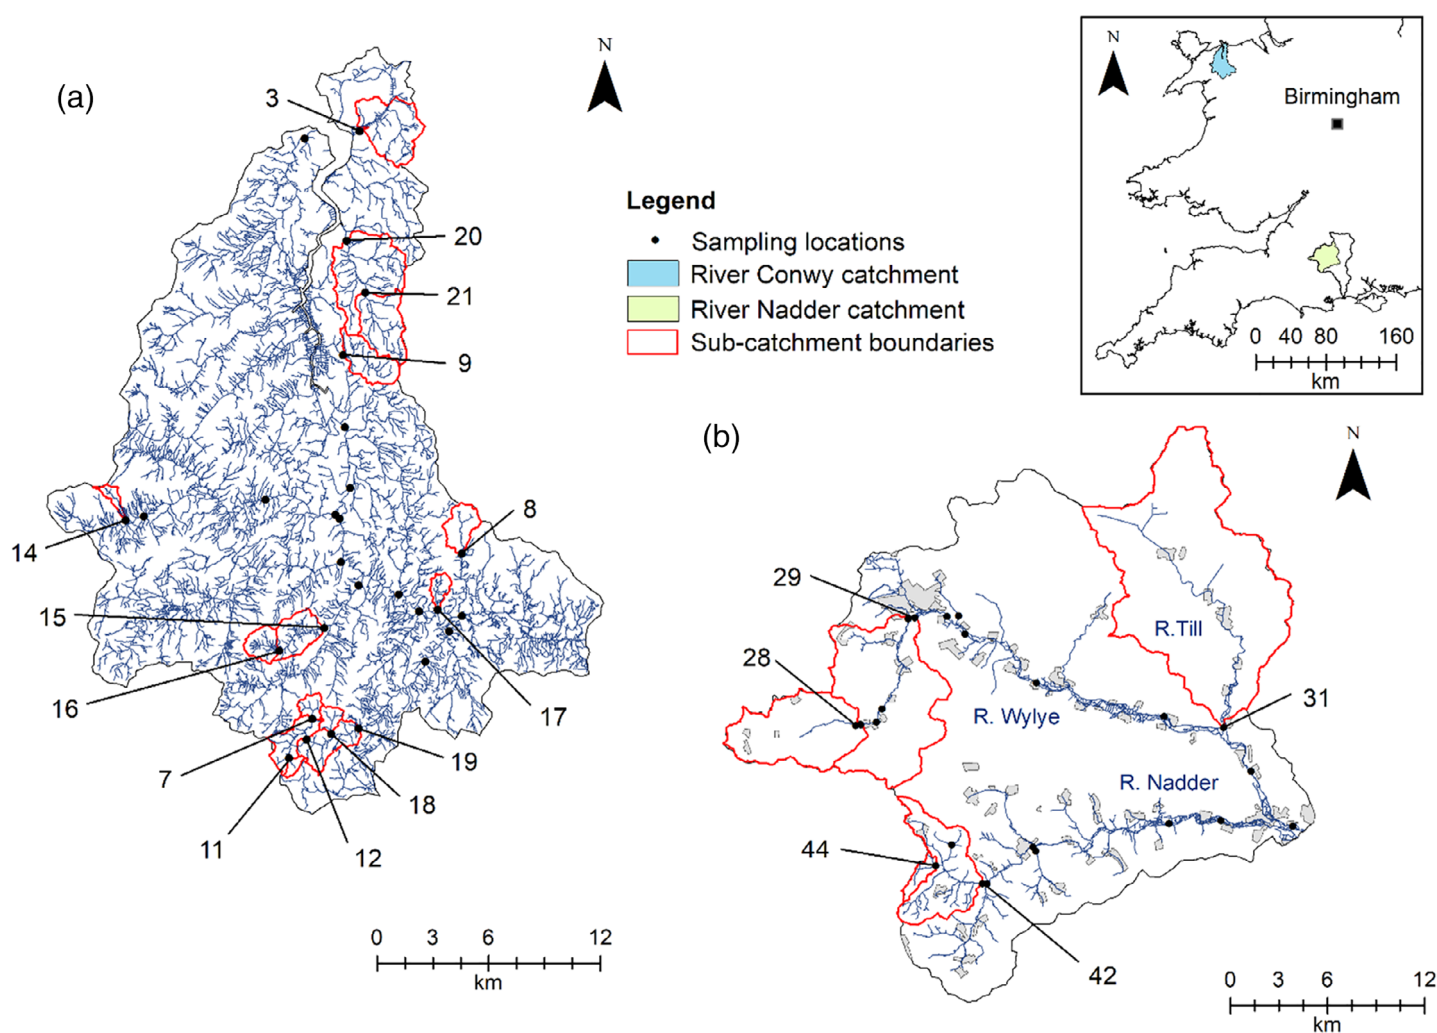 (a)
N
3
20
21
9
14
8
15
16
17
7
19
18
11
12
0 3 6 12
km
Legend
Sampling locations
River Conwy catchment
River Nadder catchment
Sub-catchment boundaries
N
Birmingham
0 40 80 160
km
(b)
N
29
R.Till
28
31
R. Wylye
R. Nadder
44
42
0 3 6 12
km